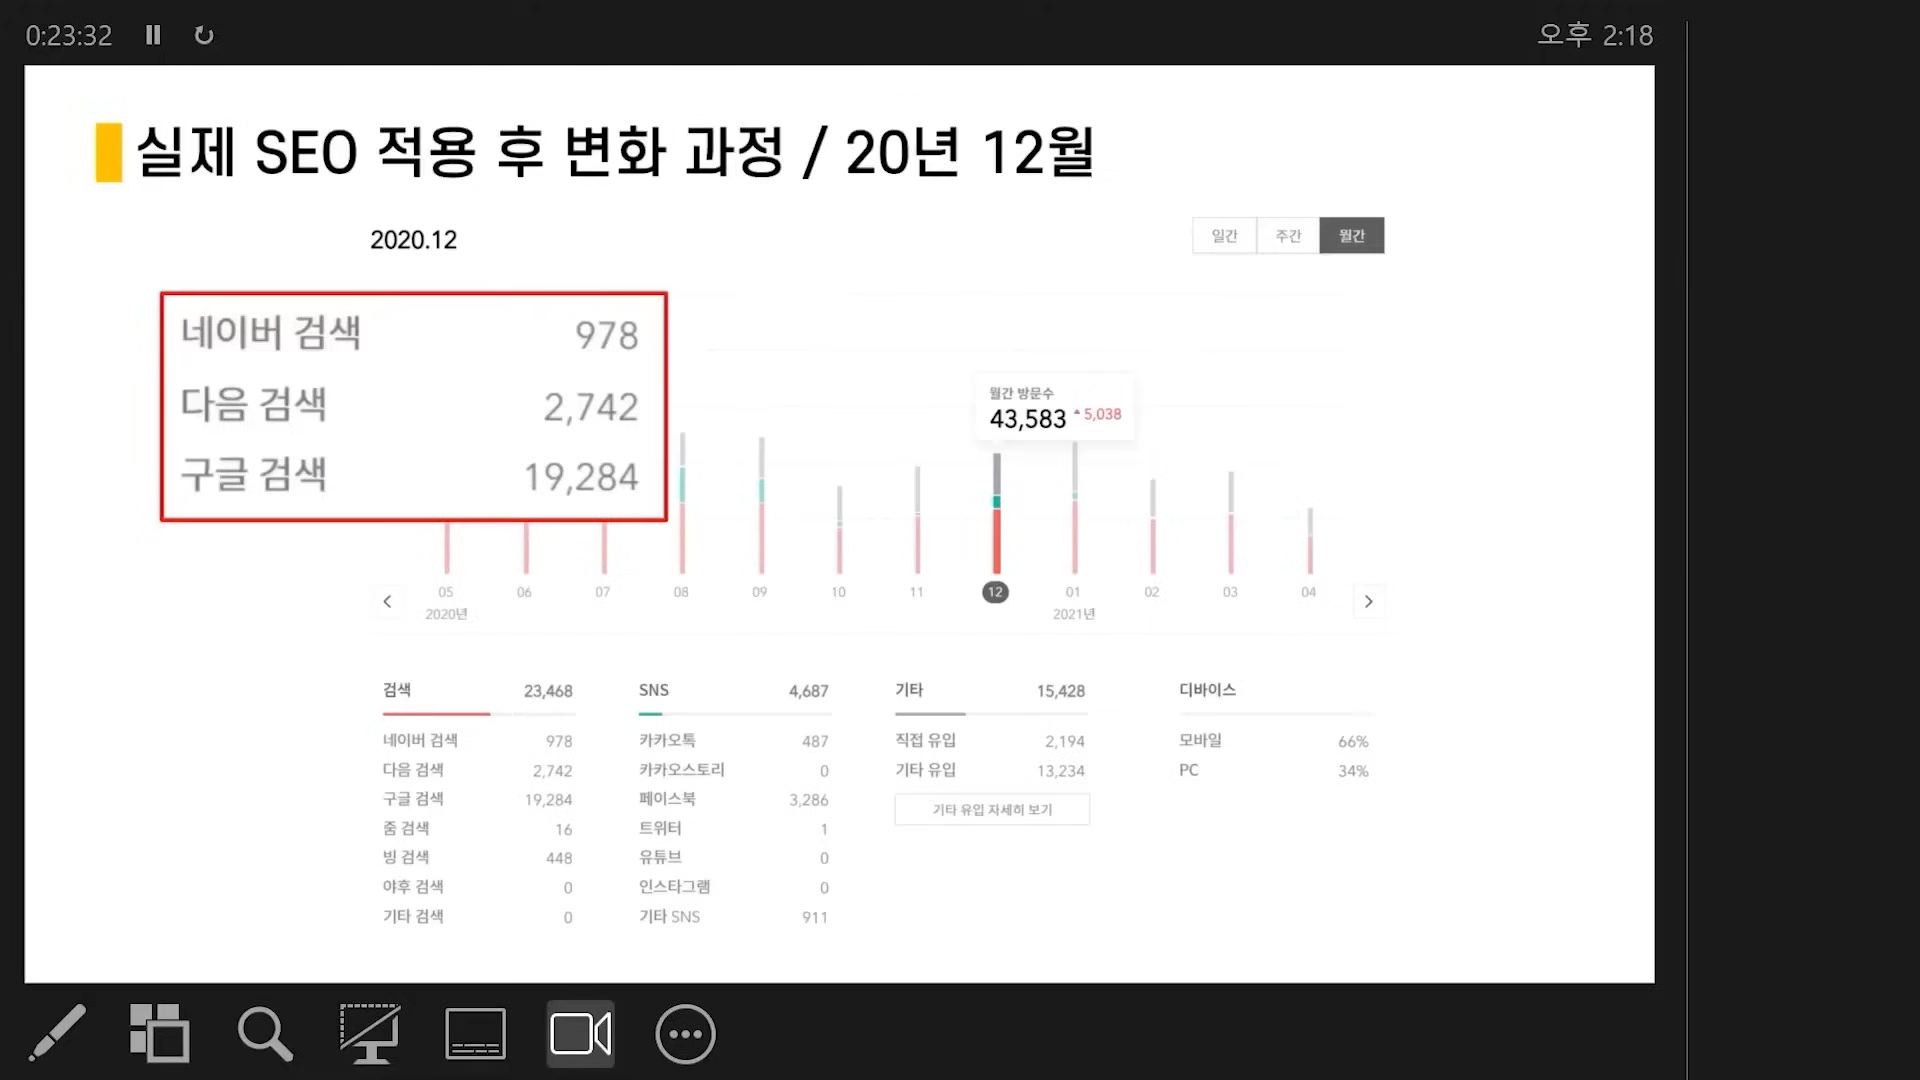 0:23:32
오후 2:18
실제 SEO 적용 후 변화 과정 / 20년 12월
2020.12
일간 주간 월간
네이버 검색 978
다음 검색 2,742
구글 검색 19,284
월간 방문수
43,583 5,038
05 06 07 08 09 10 11 12 01 02 03 04
2020년 2021년
검색 23,468
네이버 검색 978
다음 검색 2,742
구글 검색 19,284
줌 검색 16
빙 검색 448
야후 검색 0
기타 검색 0
SNS 4,687
카카오톡 487
카카오스토리 0
페이스북 3,286
트위터 1
유튜브 0
인스타그램 0
기타 SNS 911
기타 15,428
직접 유입 2,194
기타 유입 13,234
기타 유입 자세히 보기
디바이스
모바일 66%
PC 34%